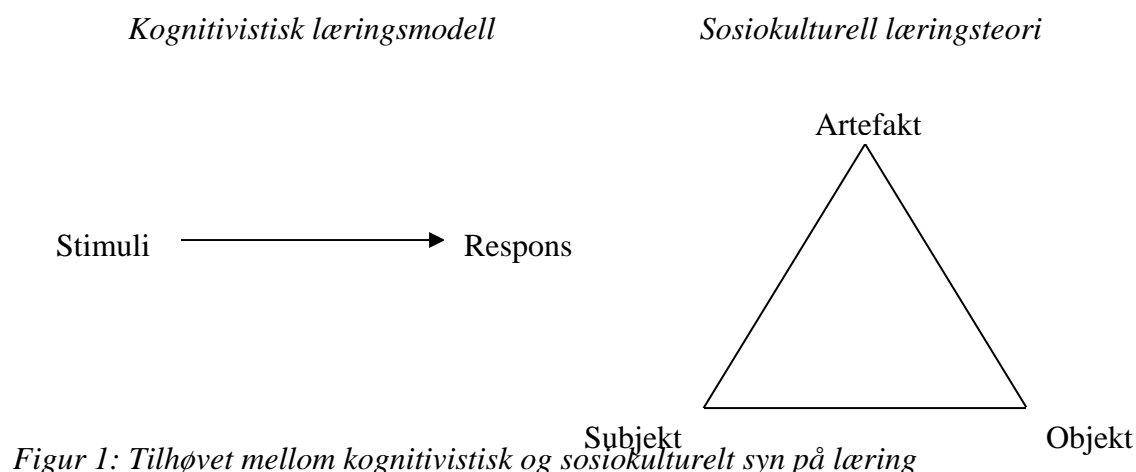 Kognitivistisk læringsmodell
Sosiokulturell læringsteori
Artefakt
Stimuli
Respons
Subjekt
Objekt
Figur 1: Tilhøvet mellom kognitivistisk og sosiokulturelt syn på læring